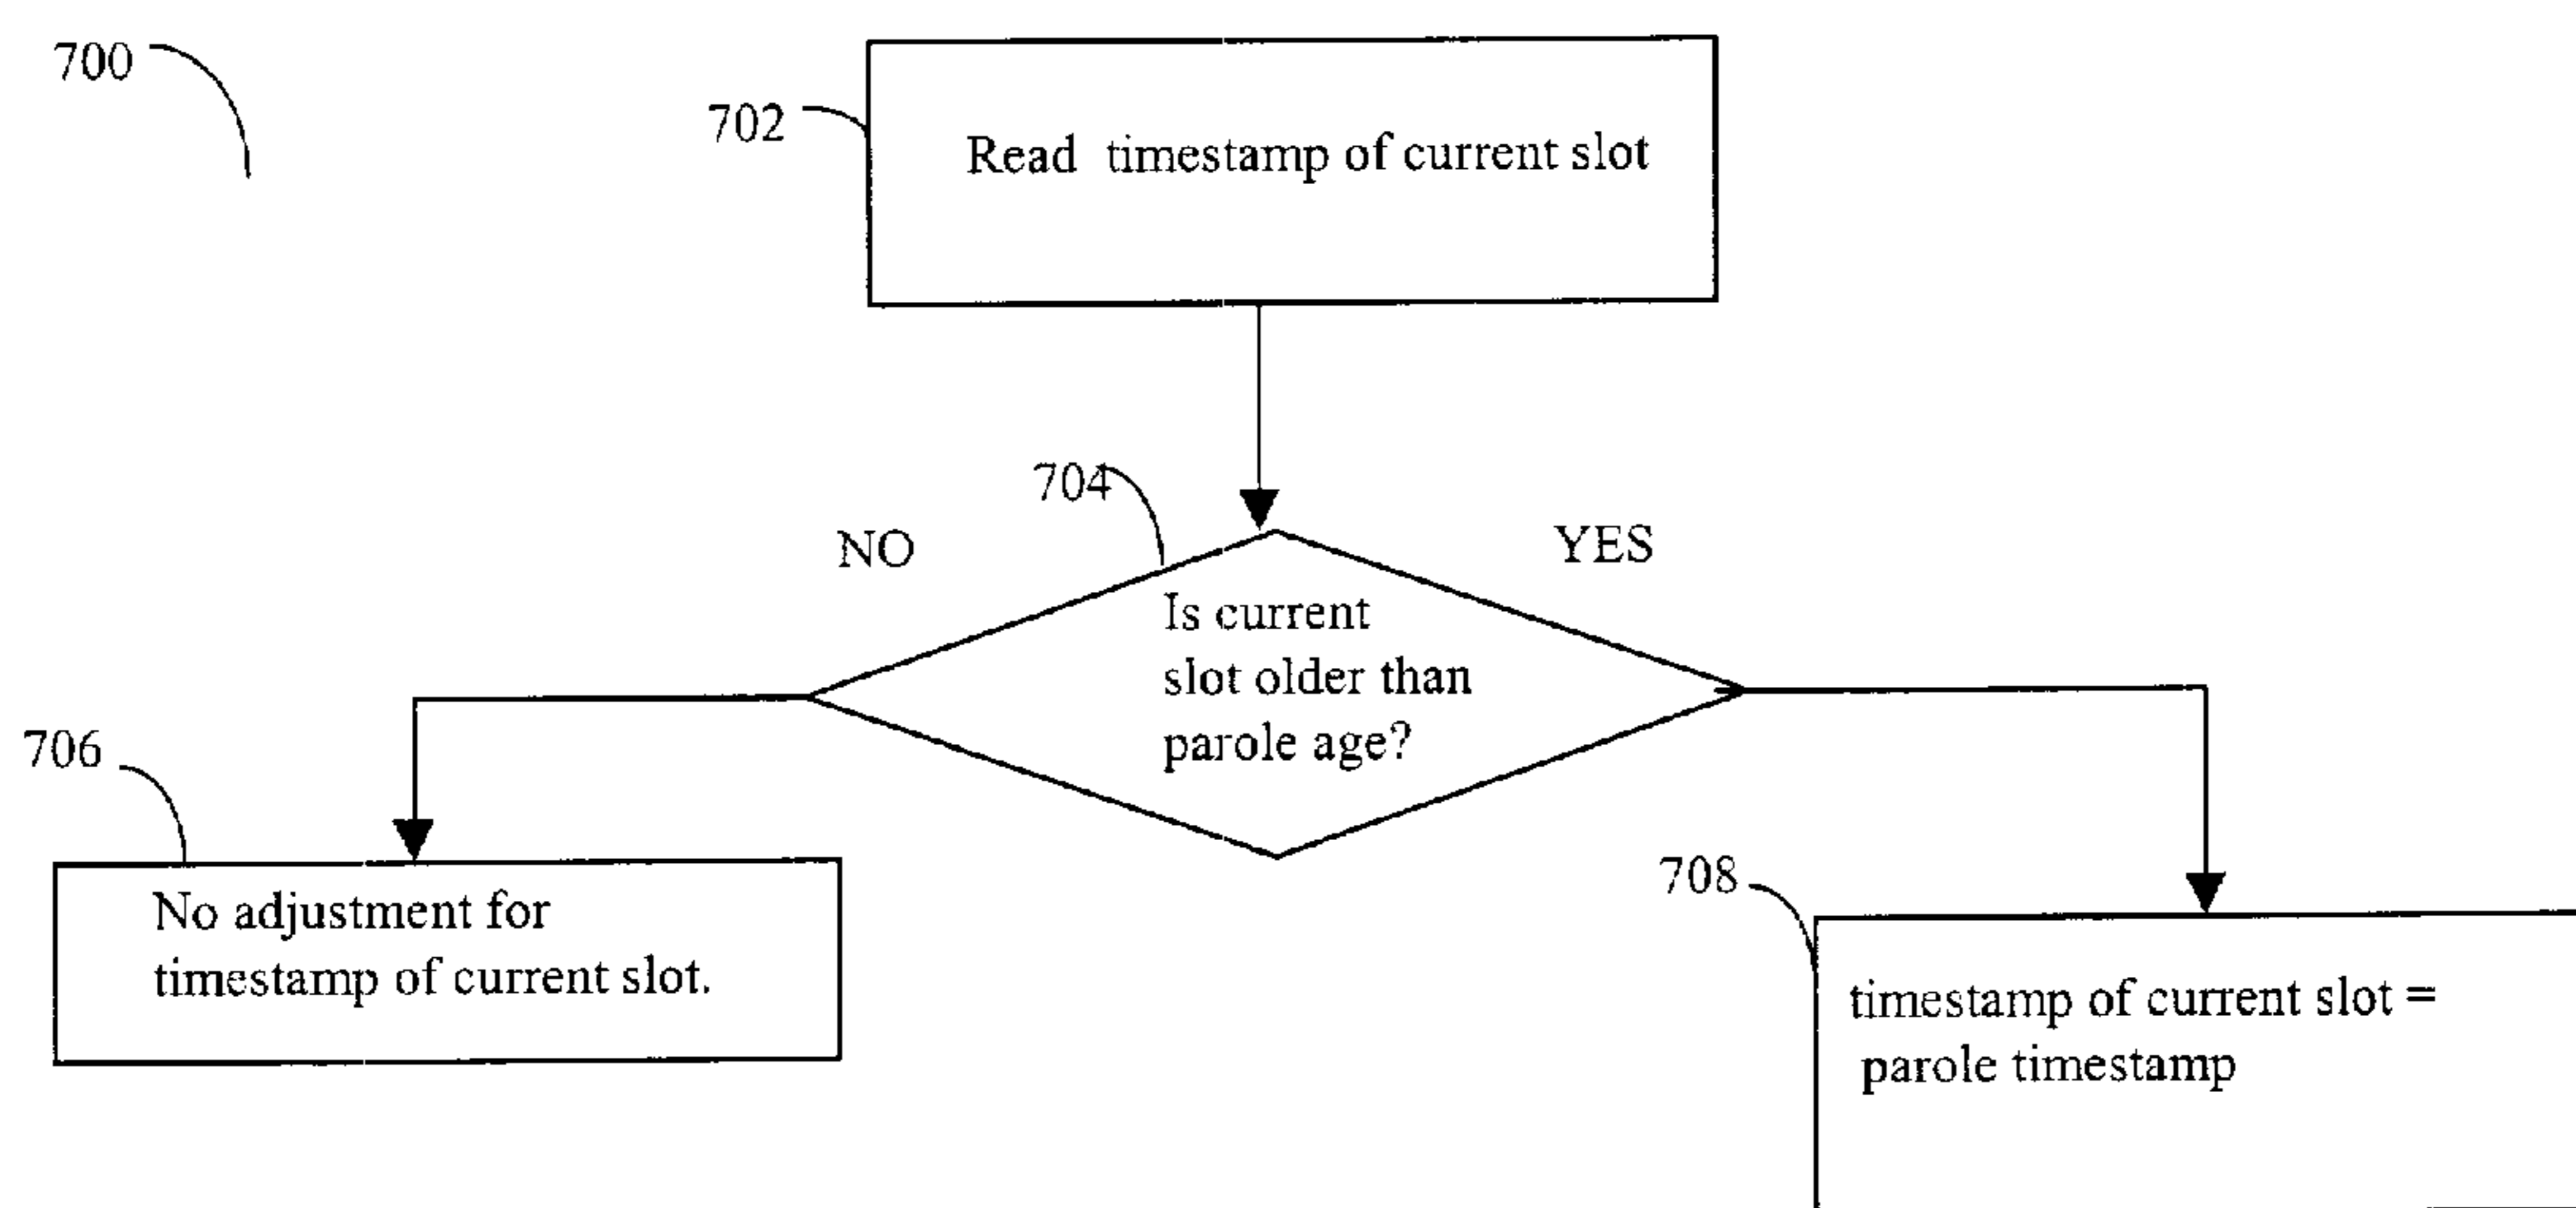 700
702
Read timestamp of current slot
704
NO
YES
Is current
slot older than
parole age?
706
No adjustment for
timestamp of current slot.
708
timestamp of current slot =
parole timestamp